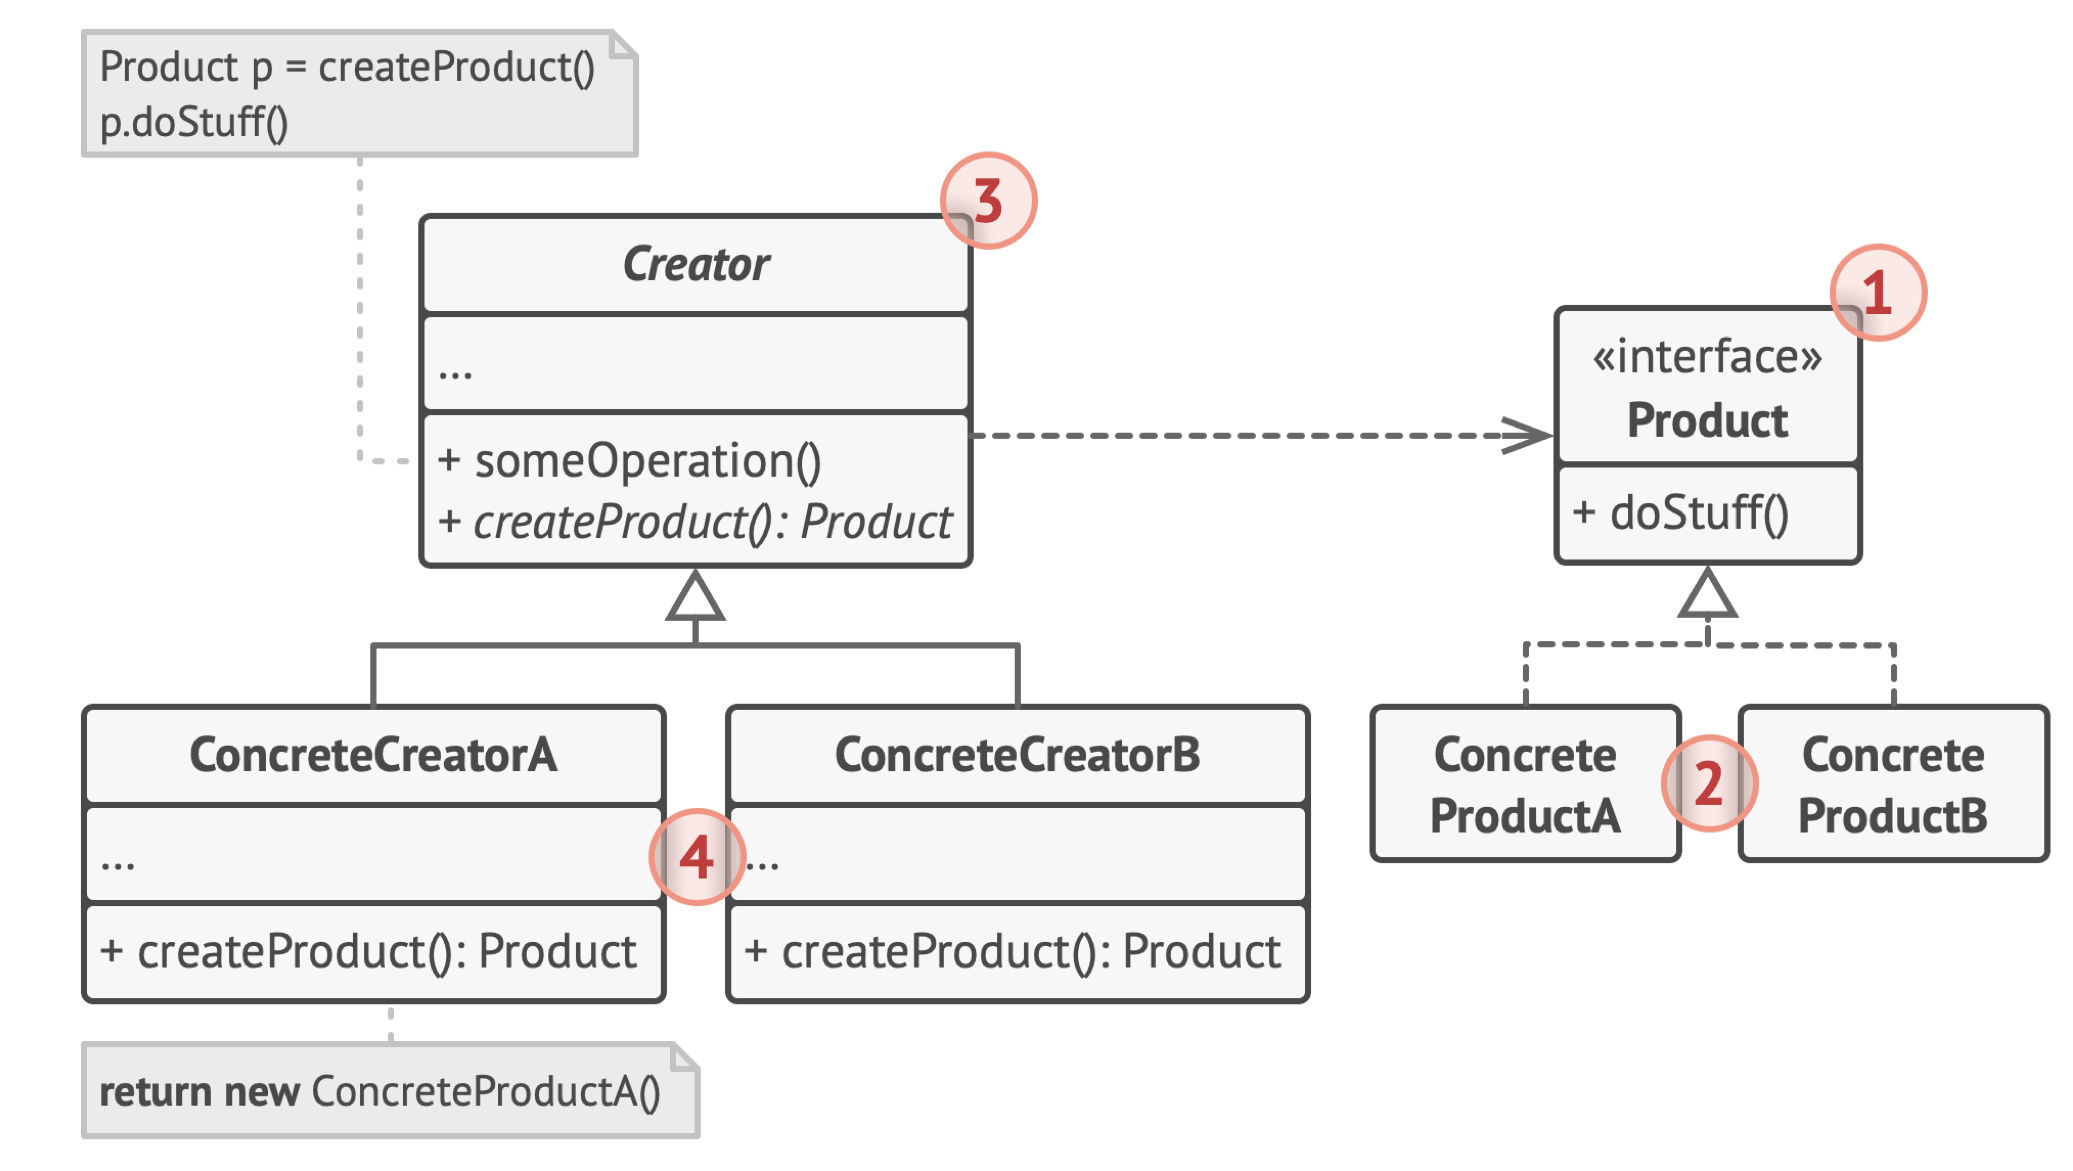 Product p = createProduct()
p.doStuff()
3
Creator
...
+ someOperation()
+ createProduct(): Product
1
«interface»
Product
+ doStuff()
ConcreteCreatorA
...
+ createProduct(): Product
4
ConcreteCreatorB
...
+ createProduct(): Product
Concrete
ProductA
2
Concrete
ProductB
return new ConcreteProductA()